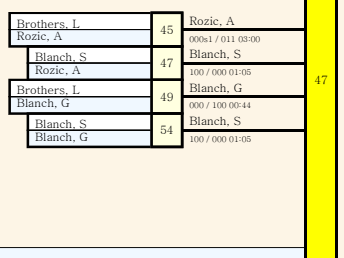 Brothers, L
Rozic, A
45
Rozic, A
000s1 / 011 03:00
Blanch, S
Rozic, A
47
Blanch, S
100 / 000 01:05
Brothers, L
Blanch, G
49
Blanch, G
000 / 100 00:44
Blanch, S
Blanch, G
54
Blanch, S
100 / 000 01:05
47